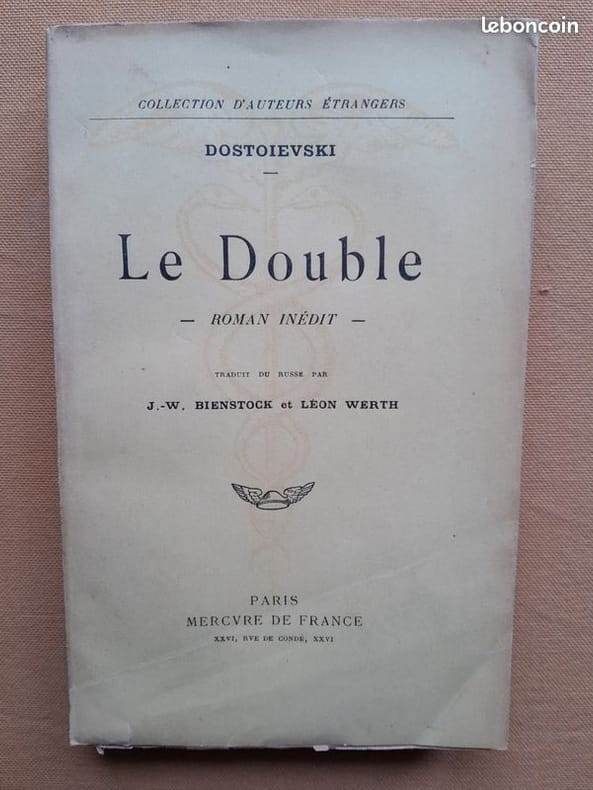 leboncoin
COLLECTION D'AUTEURS ÉTRANGERS
DOSTOIEVSKI
Le Double
— ROMAN INÉDIT —
TRADUIT DU RUSSE PAR
J.-W. BIENSTOCK et LÉON WERTH
PARIS
MERCVRE DE FRANCE
XXVI, RVE DE CONDÉ, XXVI